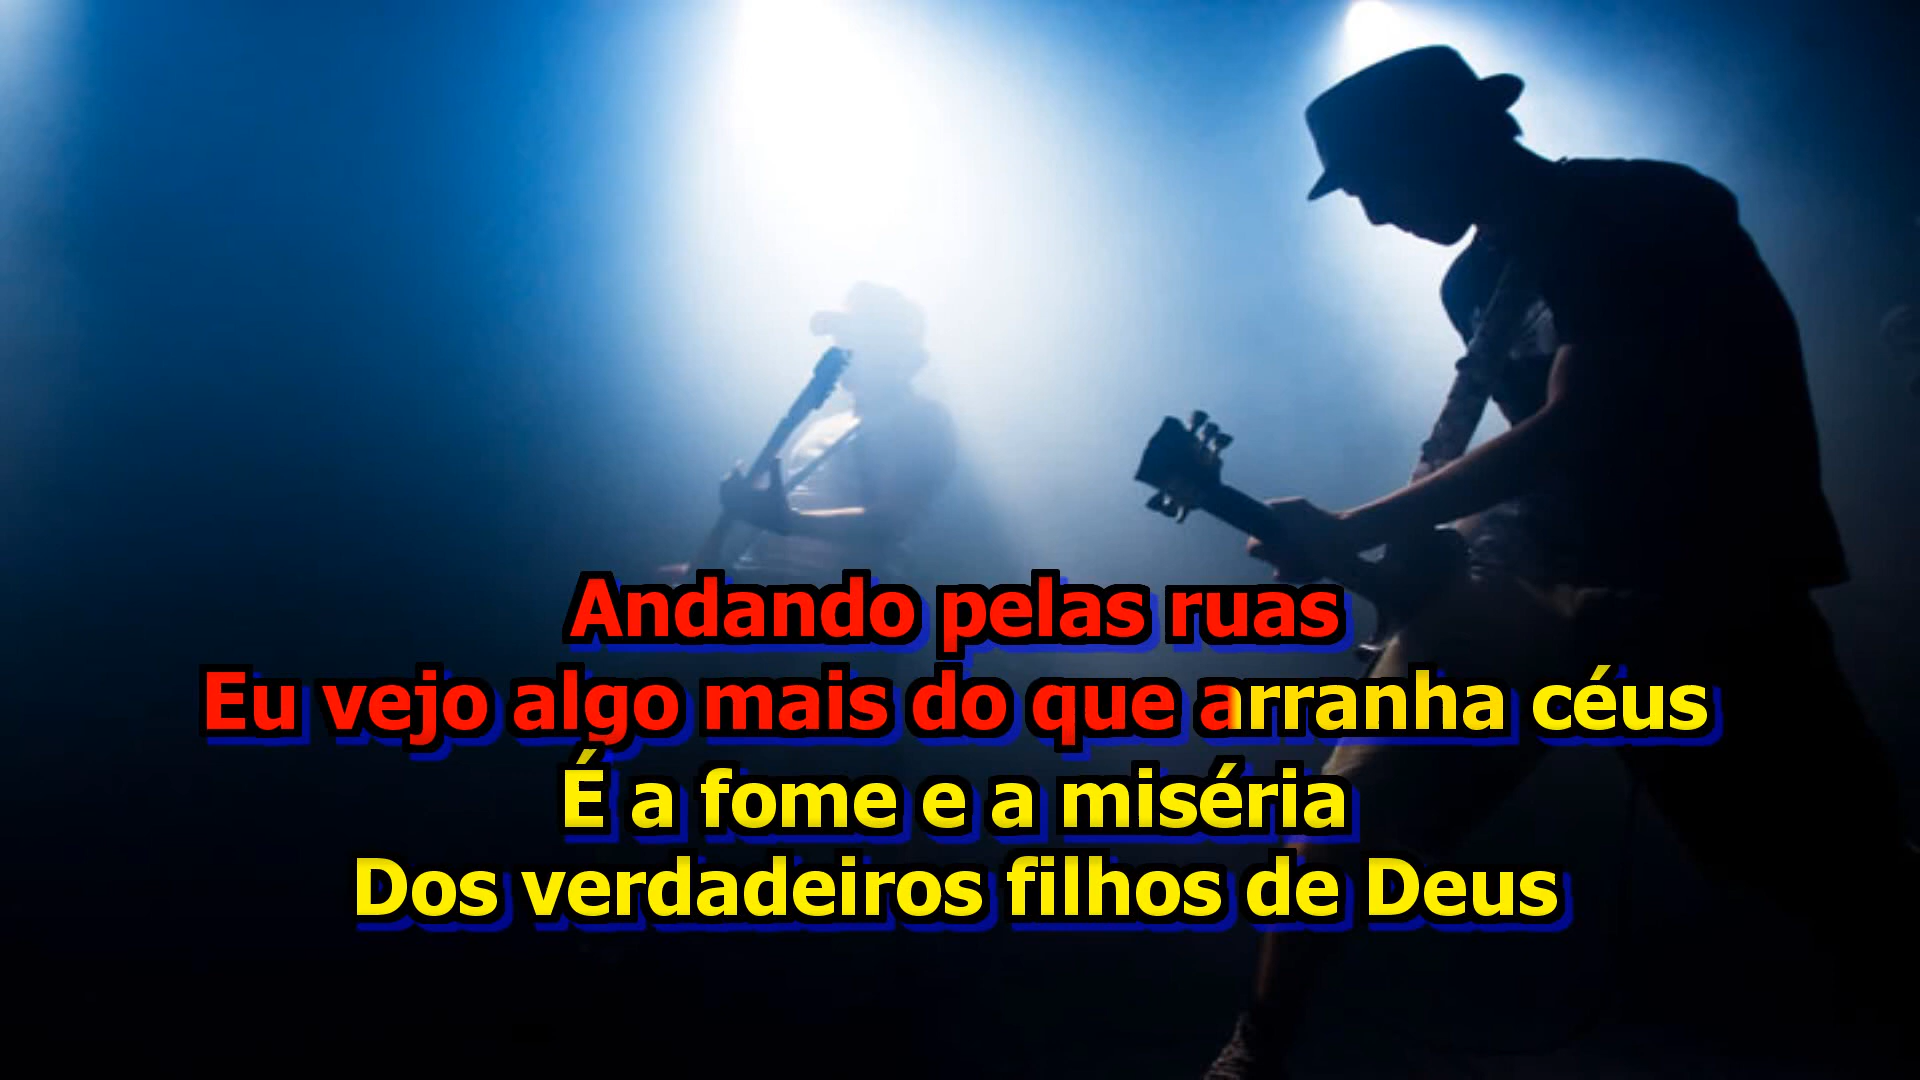 Andando pelas ruas
Eu vejo algo mais do que arranha céus
É a fome e a miséria
Dos verdadeiros filhos de Deus